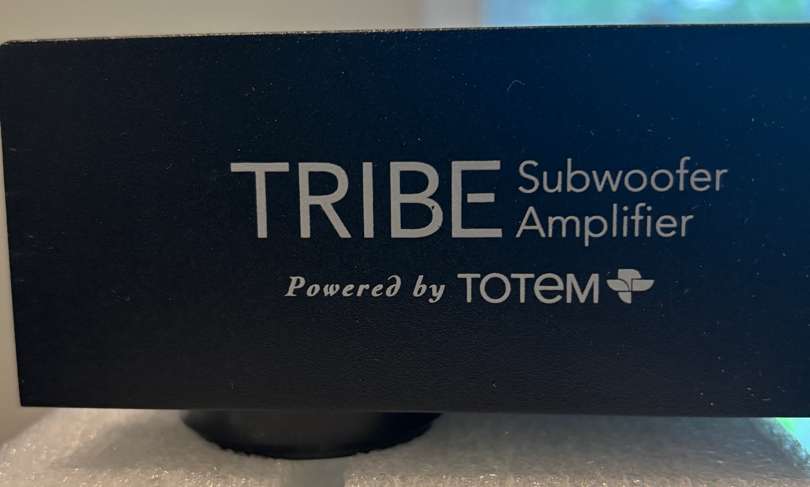 TRIBE Subwoofer
Amplifier
Powered by TOTEM